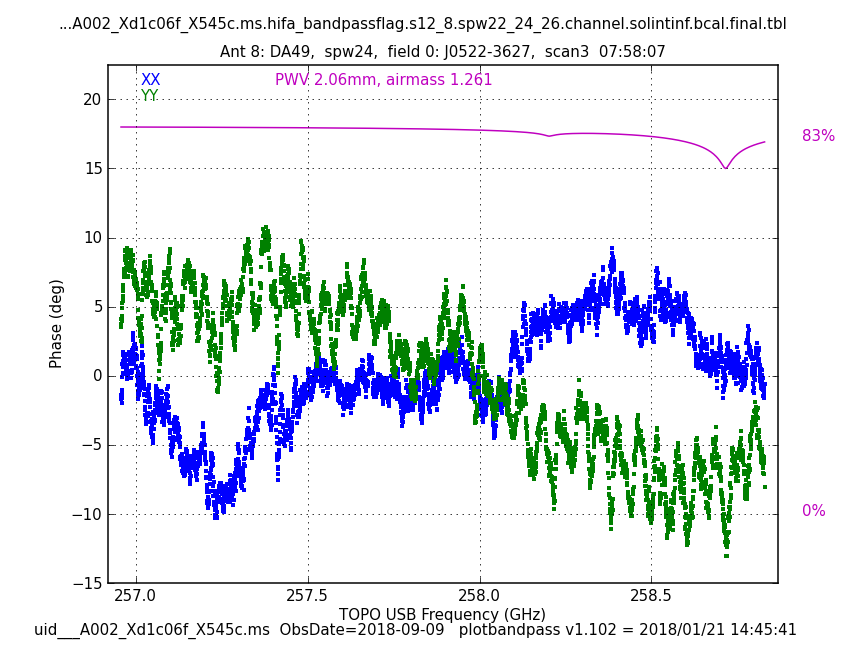 ...A002_Xd1c06f_X545c.ms.hifa_bandpassflag.s12_8.spw22_24_26.channel.solintinf.bcal.final.tbl
Ant 8: DA49, spw24, field 0: J0522-3627, scan3 07:58:07
XX
PWV 2.06mm, airmass 1.261
YY
20
83%
15
10
5
0
−5
−10
0%
−15
Phase (deg)
257.0 257.5 258.0 258.5
TOPO USB Frequency (GHz)
uid___A002_Xd1c06f_X545c.ms ObsDate=2018-09-09 plotbandpass v1.102 = 2018/01/21 14:45:41